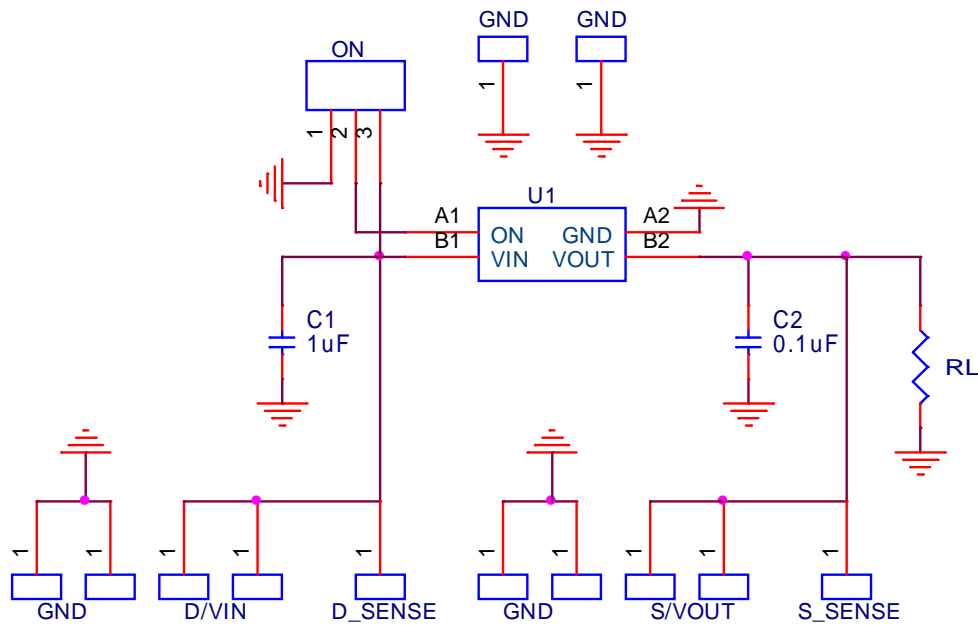 GND GND
ON
1 1
1 2 3
U1
A1 A2
ON GND
B1 B2
VIN VOUT
C1 C2
1uF 0.1uF
RL
1 1 1 1 1 1 1 1 1 1
GND D/VIN D_SENSE GND S/VOUT S_SENSE